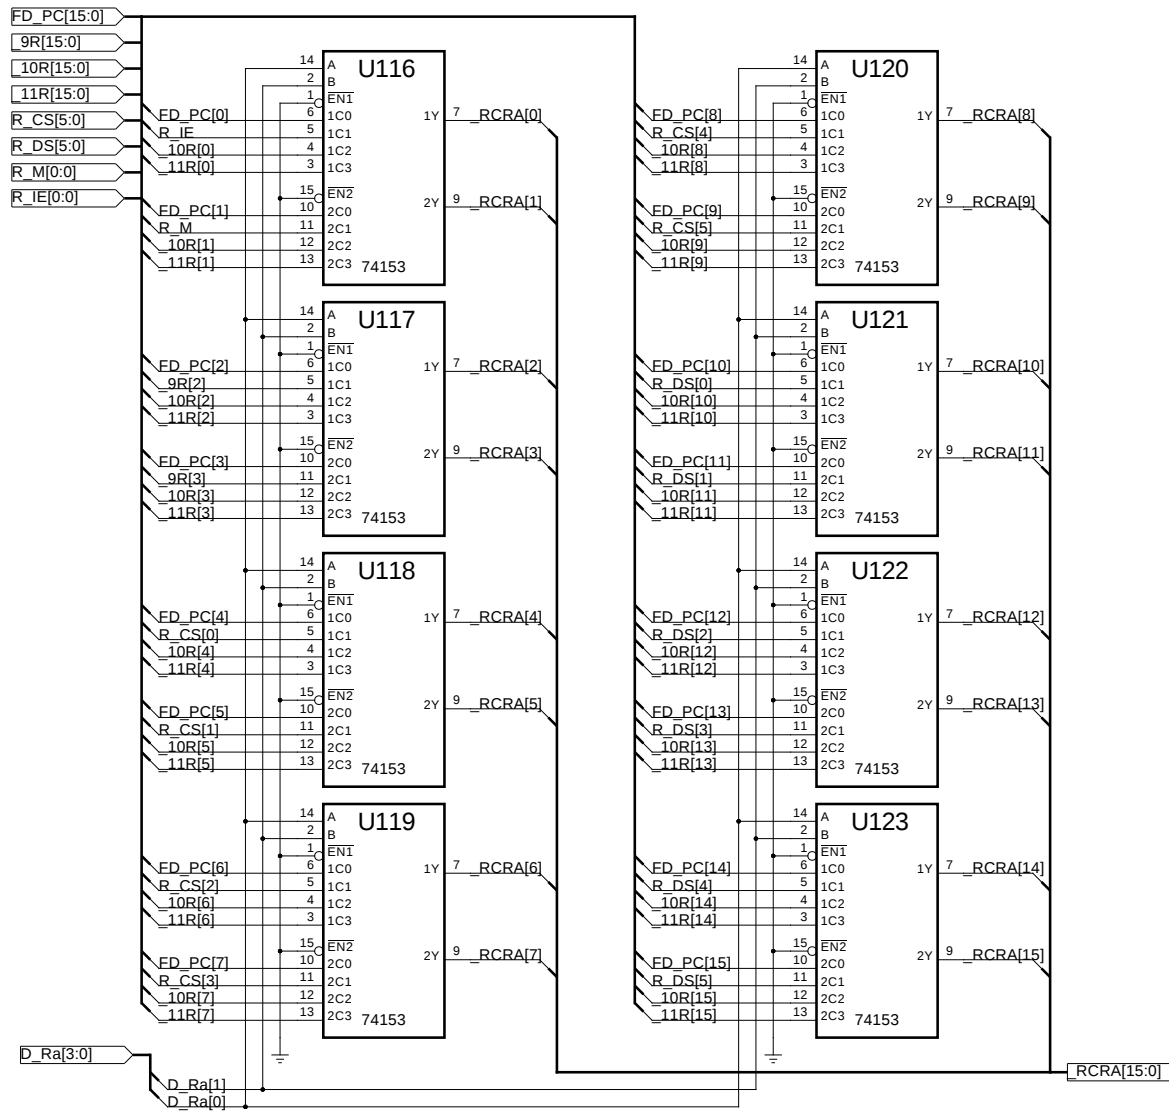 FD_PC[15:0]
_9R[15:0]
_10R[15:0]
_11R[15:0]
R_CS[5:0]
R_DS[5:0]
R_M[0:0]
R_IE[0:0]
U116
14 A
2 B
1 EN1
FD_PC[0] 6 1C0
R_IE 5 1C1
_10R[0] 4 1C2
_11R[0] 3 1C3
15 EN2
FD_PC[1] 10 2C0
R_M 11 2C1
_10R[1] 12 2C2
_11R[1] 13 2C3
1Y 7 _RCRA[0]
2Y 9 _RCRA[1]
74153
U117
14 A
2 B
1 EN1
FD_PC[2] 6 1C0
_9R[2] 5 1C1
_10R[2] 4 1C2
_11R[2] 3 1C3
15 EN2
FD_PC[3] 10 2C0
_9R[3] 11 2C1
_10R[3] 12 2C2
_11R[3] 13 2C3
1Y 7 _RCRA[2]
2Y 9 _RCRA[3]
74153
U118
14 A
2 B
1 EN1
FD_PC[4] 6 1C0
R_CS[0] 5 1C1
_10R[4] 4 1C2
_11R[4] 3 1C3
15 EN2
FD_PC[5] 10 2C0
R_CS[1] 11 2C1
_10R[5] 12 2C2
_11R[5] 13 2C3
1Y 7 _RCRA[4]
2Y 9 _RCRA[5]
74153
U119
14 A
2 B
1 EN1
FD_PC[6] 6 1C0
R_CS[2] 5 1C1
_10R[6] 4 1C2
_11R[6] 3 1C3
15 EN2
FD_PC[7] 10 2C0
R_CS[3] 11 2C1
_10R[7] 12 2C2
_11R[7] 13 2C3
1Y 7 _RCRA[6]
2Y 9 _RCRA[7]
74153
U120
14 A
2 B
1 EN1
FD_PC[8] 6 1C0
R_CS[4] 5 1C1
_10R[8] 4 1C2
_11R[8] 3 1C3
15 EN2
FD_PC[9] 10 2C0
R_CS[5] 11 2C1
_10R[9] 12 2C2
_11R[9] 13 2C3
1Y 7 _RCRA[8]
2Y 9 _RCRA[9]
74153
U121
14 A
2 B
1 EN1
FD_PC[10] 6 1C0
R_DS[0] 5 1C1
_10R[10] 4 1C2
_11R[10] 3 1C3
15 EN2
FD_PC[11] 10 2C0
R_DS[1] 11 2C1
_10R[11] 12 2C2
_11R[11] 13 2C3
1Y 7 _RCRA[10]
2Y 9 _RCRA[11]
74153
U122
14 A
2 B
1 EN1
FD_PC[12] 6 1C0
R_DS[2] 5 1C1
_10R[12] 4 1C2
_11R[12] 3 1C3
15 EN2
FD_PC[13] 10 2C0
R_DS[3] 11 2C1
_10R[13] 12 2C2
_11R[13] 13 2C3
1Y 7 _RCRA[12]
2Y 9 _RCRA[13]
74153
U123
14 A
2 B
1 EN1
FD_PC[14] 6 1C0
R_DS[4] 5 1C1
_10R[14] 4 1C2
_11R[14] 3 1C3
15 EN2
FD_PC[15] 10 2C0
R_DS[5] 11 2C1
_10R[15] 12 2C2
_11R[15] 13 2C3
1Y 7 _RCRA[14]
2Y 9 _RCRA[15]
74153
D_Ra[3:0]
D_Ra[1]
D_Ra[0]
_RCRA[15:0]